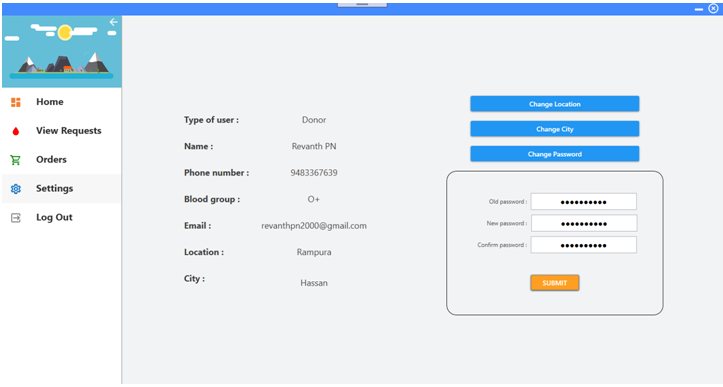 Home
View Requests
Orders
Settings
Log Out
Type of user : Donor
Name : Revanth PN
Phone number : 9483367639
Blood group : O+
Email : revanthpn2000@gmail.com
Location : Rampura
City : Hassan
Change Location
Change City
Change Password
Old password :
New password :
Confirm password :
SUBMIT